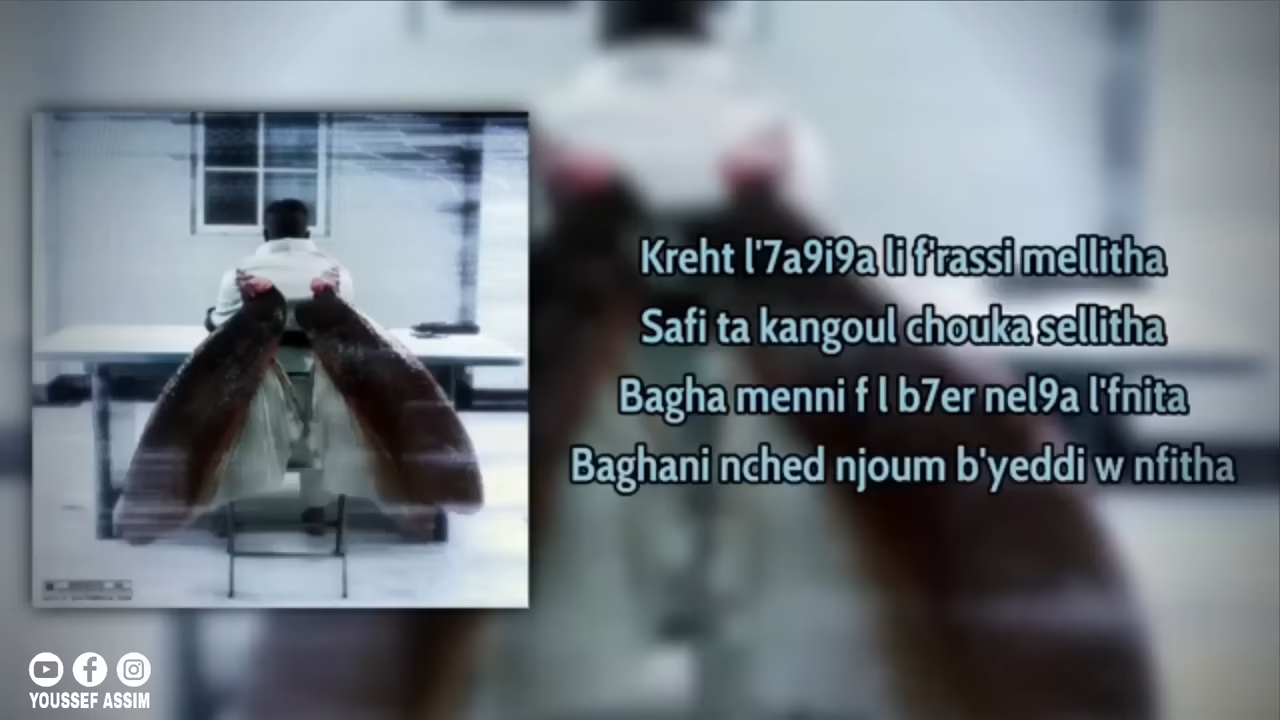 Kreht l'7a9i9a li f'rassi mellitha
Safi ta kangoul chouka sellitha
Bagha menni f l b7er nel9a l'fnita
Baghani nched njoum b'yeddi w nfitha
YOUSSEF ASSIM